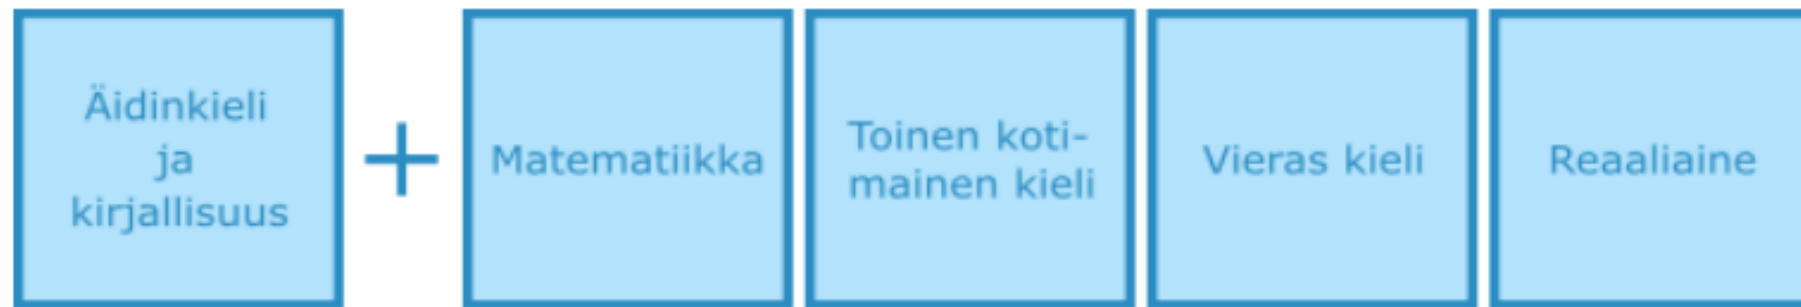 Äidinkieli
ja
kirjallisuus
+
Matematiikka
Toinen koti-
mainen kieli
Vieras kieli
Reaaliaine